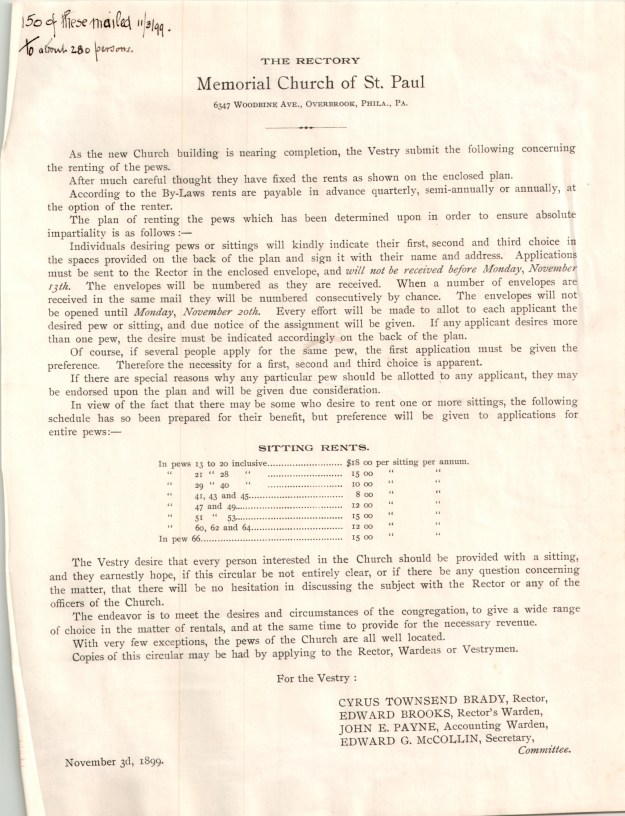 150 of these mailed 11/3/99.
To about 280 persons.
THE RECTORY
Memorial Church of St. Paul
6347 Woodbine Ave., Overbrook, Phila., Pa.
As the new Church building is nearing completion, the Vestry submit the following concerning
the renting of the pews.
After much careful thought they have fixed the rents as shown on the enclosed plan.
According to the By-Laws rents are payable in advance quarterly, semi-annually or annually, at
the option of the renter.
The plan of renting the pews which has been determined upon in order to ensure absolute
impartiality is as follows :—
Individuals desiring pews or sittings will kindly indicate their first, second and third choice in
the spaces provided on the back of the plan and sign it with their name and address. Applications
must be sent to the Rector in the enclosed envelope, and will not be received before Monday, November
13th. The envelopes will be numbered as they are received. When a number of envelopes are
received in the same mail they will be numbered consecutively by chance. The envelopes will not
be opened until Monday, November 20th. Every effort will be made to allot to each applicant the
desired pew or sitting, and due notice of the assignment will be given. If any applicant desires more
than one pew, the desire must be indicated accordingly on the back of the plan.
Of course, if several people apply for the same pew, the first application must be given the
preference. Therefore the necessity for a first, second and third choice is apparent.
If there are special reasons why any particular pew should be allotted to any applicant, they may
be endorsed upon the plan and will be given due consideration.
In view of the fact that there may be some who desire to rent one or more sittings, the following
schedule has so been prepared for their benefit, but preference will be given to applications for
entire pews:—
SITTING RENTS.
In pews 13 to 20 inclusive.......................... $18 00 per sitting per annum.
" 21 " 28 " .......................... 15 00 " "
" 29 " 40 " .......................... 10 00 " "
" 41, 43 and 45................................ 8 00 " "
" 47 and 49.................................... 12 00 " "
" 51 " 53.................................... 15 00 " "
" 60, 62 and 64................................ 12 00 " "
In pew 66................................................ 15 00 " "
The Vestry desire that every person interested in the Church should be provided with a sitting,
and they earnestly hope, if this circular be not entirely clear, or if there be any question concerning
the matter, that there will be no hesitation in discussing the subject with the Rector or any of the
officers of the Church.
The endeavor is to meet the desires and circumstances of the congregation, to give a wide range
of choice in the matter of rentals, and at the same time to provide for the necessary revenue.
With very few exceptions, the pews of the Church are all well located.
Copies of this circular may be had by applying to the Rector, Wardens or Vestrymen.
For the Vestry :
CYRUS TOWNSEND BRADY, Rector,
EDWARD BROOKS, Rector's Warden,
JOHN E. PAYNE, Accounting Warden,
EDWARD G. McCOLLIN, Secretary,
Committee.
November 3d, 1899.